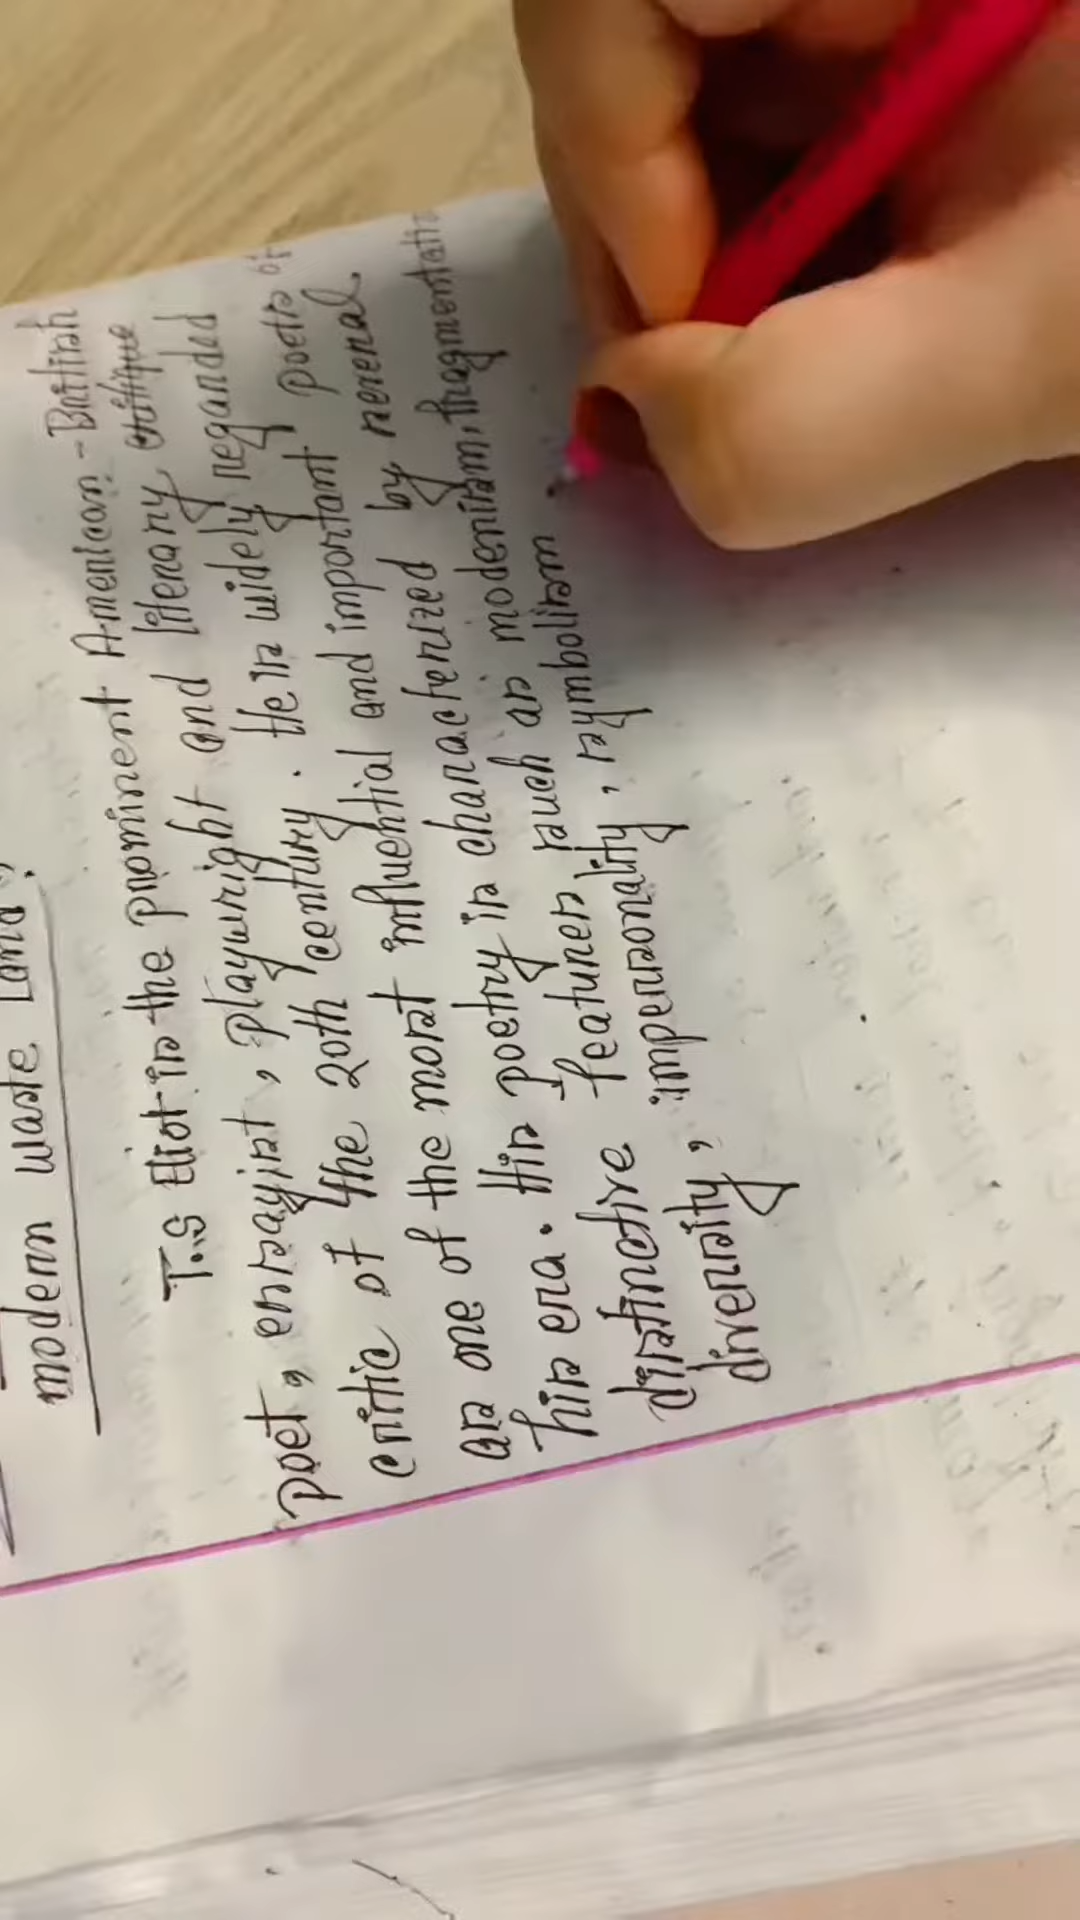 modern waste Land?
T.S Eliot is the prominent American-British
poet, essayist, playwright and literary critique
critic of the 20th century. He is widely regarded
as one of the most influential and important poets of
his era. His poetry is characterized by several
distinctive features such as modernism, fragmentatio
diversity, impersonality, symbolism